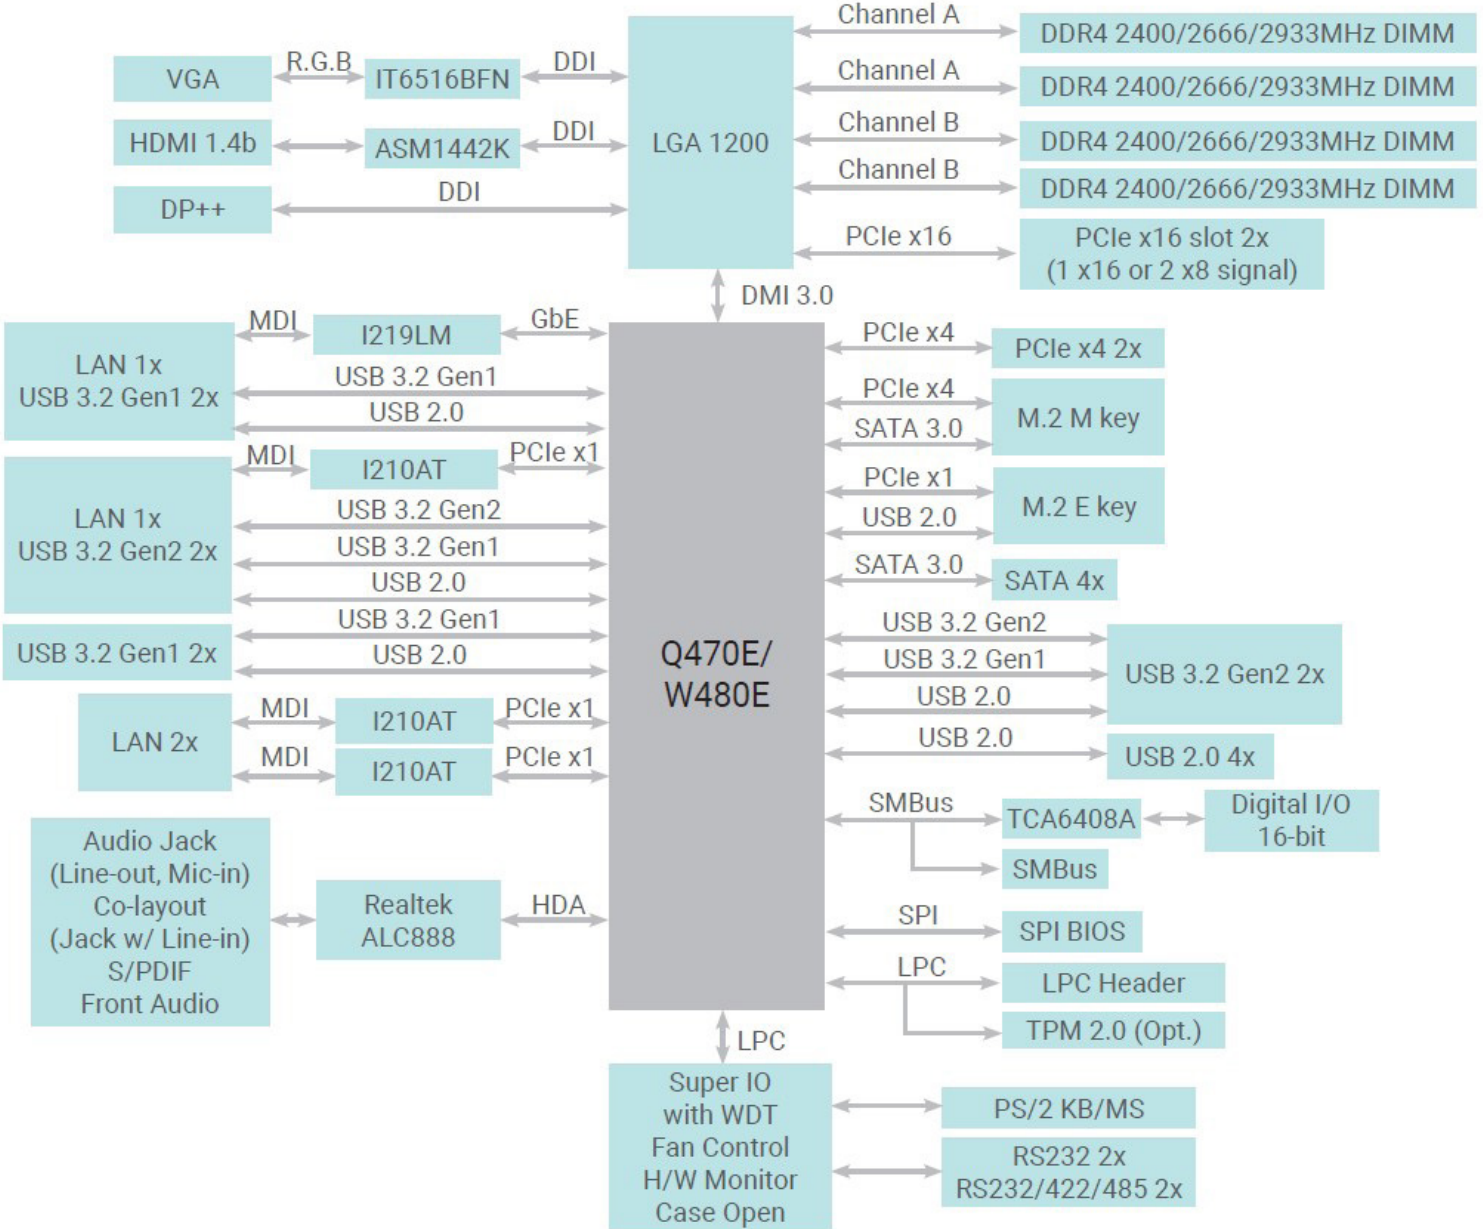 Channel A
DDR4 2400/2666/2933MHz DIMM
R.G.B
DDI
VGA
IT6516BFN
Channel A
DDR4 2400/2666/2933MHz DIMM
HDMI 1.4b
ASM1442K
DDI
LGA 1200
Channel B
DDR4 2400/2666/2933MHz DIMM
Channel B
DDR4 2400/2666/2933MHz DIMM
DP++
DDI
PCIe x16
PCIe x16 slot 2x
(1 x16 or 2 x8 signal)
DMI 3.0
LAN 1x
USB 3.2 Gen1 2x
MDI
I219LM
GbE
USB 3.2 Gen1
USB 2.0
LAN 1x
USB 3.2 Gen2 2x
MDI
I210AT
PCIe x1
USB 3.2 Gen2
USB 3.2 Gen1
USB 2.0
USB 3.2 Gen1 2x
USB 3.2 Gen1
USB 2.0
LAN 2x
MDI
I210AT
PCIe x1
MDI
I210AT
PCIe x1
Audio Jack
(Line-out, Mic-in)
Co-layout
(Jack w/ Line-in)
S/PDIF
Front Audio
Realtek
ALC888
HDA
Q470E/
W480E
PCIe x4
PCIe x4 2x
PCIe x4
SATA 3.0
M.2 M key
PCIe x1
USB 2.0
M.2 E key
SATA 3.0
SATA 4x
USB 3.2 Gen2
USB 3.2 Gen1
USB 2.0
USB 3.2 Gen2 2x
USB 2.0
USB 2.0 4x
SMBus
TCA6408A
Digital I/O
16-bit
SMBus
SPI
SPI BIOS
LPC
LPC Header
TPM 2.0 (Opt.)
LPC
Super IO
with WDT
Fan Control
H/W Monitor
Case Open
PS/2 KB/MS
RS232 2x
RS232/422/485 2x